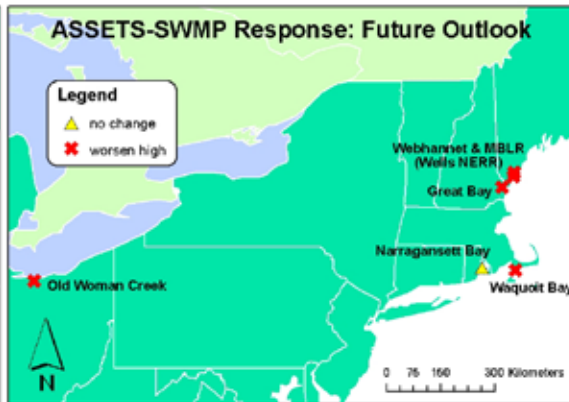 ASSETS-SWMP Response: Future Outlook
Legend
no change
worsen high
Webhannet & MBLR
(Wells NERR)
Great Bay
Narragansett Bay
Waquoit Bay
Old Woman Creek
N
0 75 150 300 Kilometers